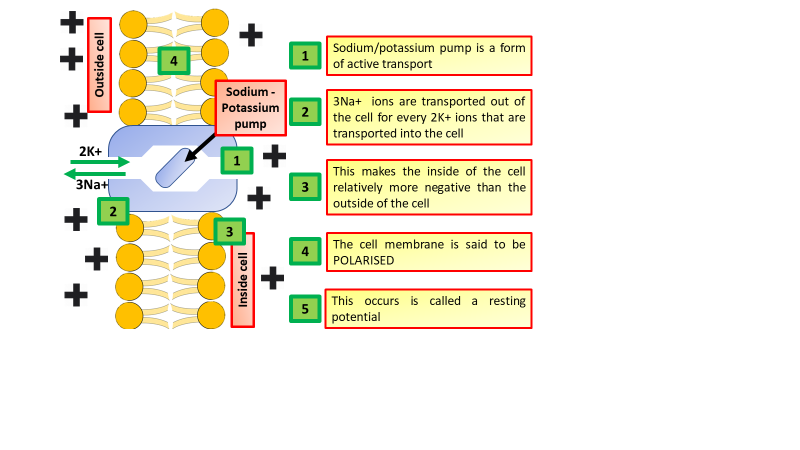 Outside cell
4
Sodium -
Potassium
pump
2K+
3Na+
1
2
3
Inside cell
1
Sodium/potassium pump is a form
of active transport
2
3Na+ ions are transported out of
the cell for every 2K+ ions that are
transported into the cell
3
This makes the inside of the cell
relatively more negative than the
outside of the cell
4
The cell membrane is said to be
POLARISED
5
This occurs is called a resting
potential